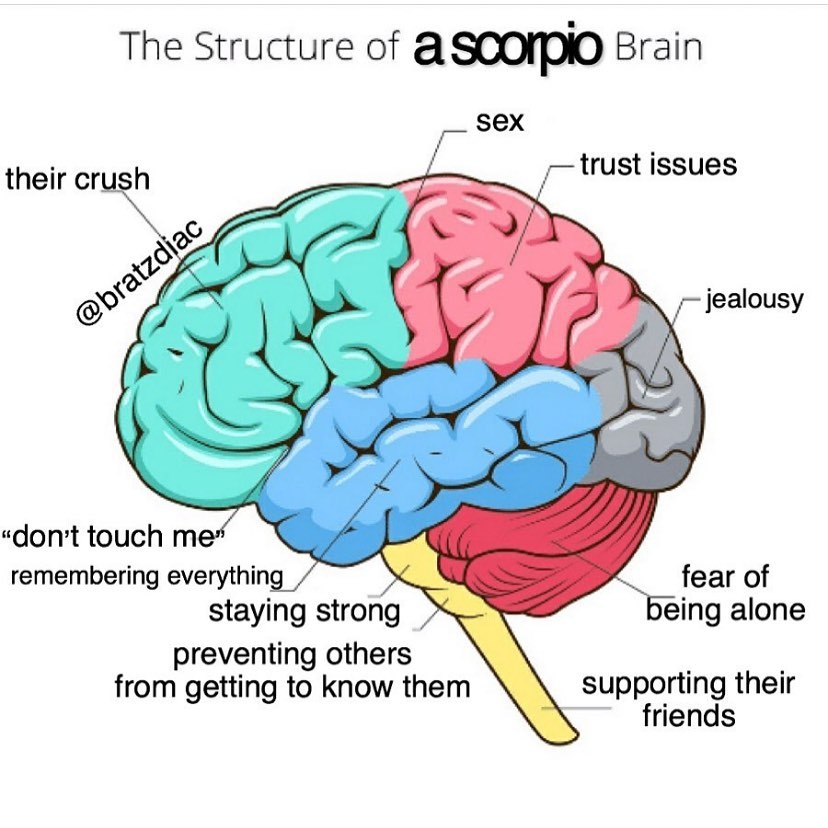 The Structure of a scorpio Brain
sex
trust issues
their crush
@bratzdiac
jealousy
“don't touch me”
remembering everything
staying strong
preventing others
from getting to know them
fear of
being alone
supporting their
friends